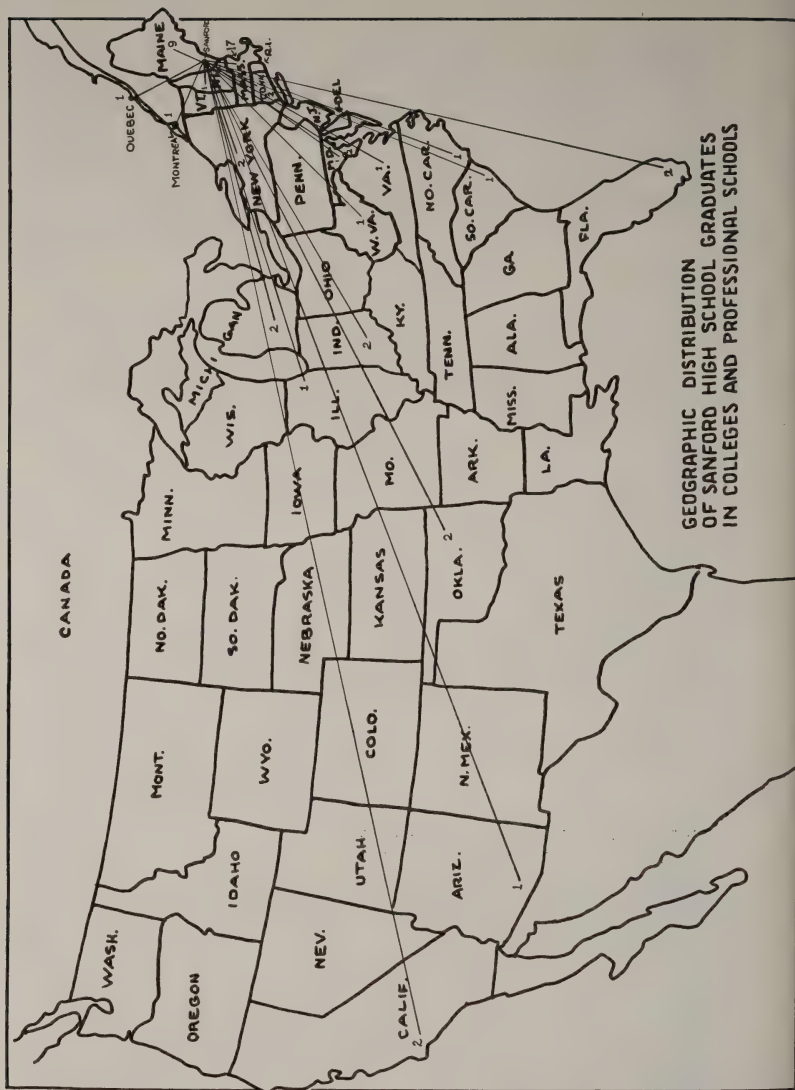 CANADA
WASH.
OREGON
CALIF.
2
NEV.
IDAHO
MONT.
WYO.
UTAH
ARIZ.
1
COLO.
N. MEX.
NO. DAK.
SO. DAK.
NEBRASKA
KANSAS
OKLA.
2
TEXAS
MINN.
IOWA
MO.
ARK.
LA.
WIS.
ILL.
1
MICHIGAN
2
IND.
2
OHIO
KY.
TENN.
MISS.
ALA.
GA.
FLA.
2
SO. CAR.
1
NO. CAR.
1
VA.
1
W. VA.
1
PENN.
MD.
DEL
N.J.
NEW YORK
2
VT.
MASS.
CONN.
R.I.
17
MAINE
9
SANFORD
QUEBEC 1
MONTREAL 1
GEOGRAPHIC DISTRIBUTION
OF SANFORD HIGH SCHOOL GRADUATES
IN COLLEGES AND PROFESSIONAL SCHOOLS